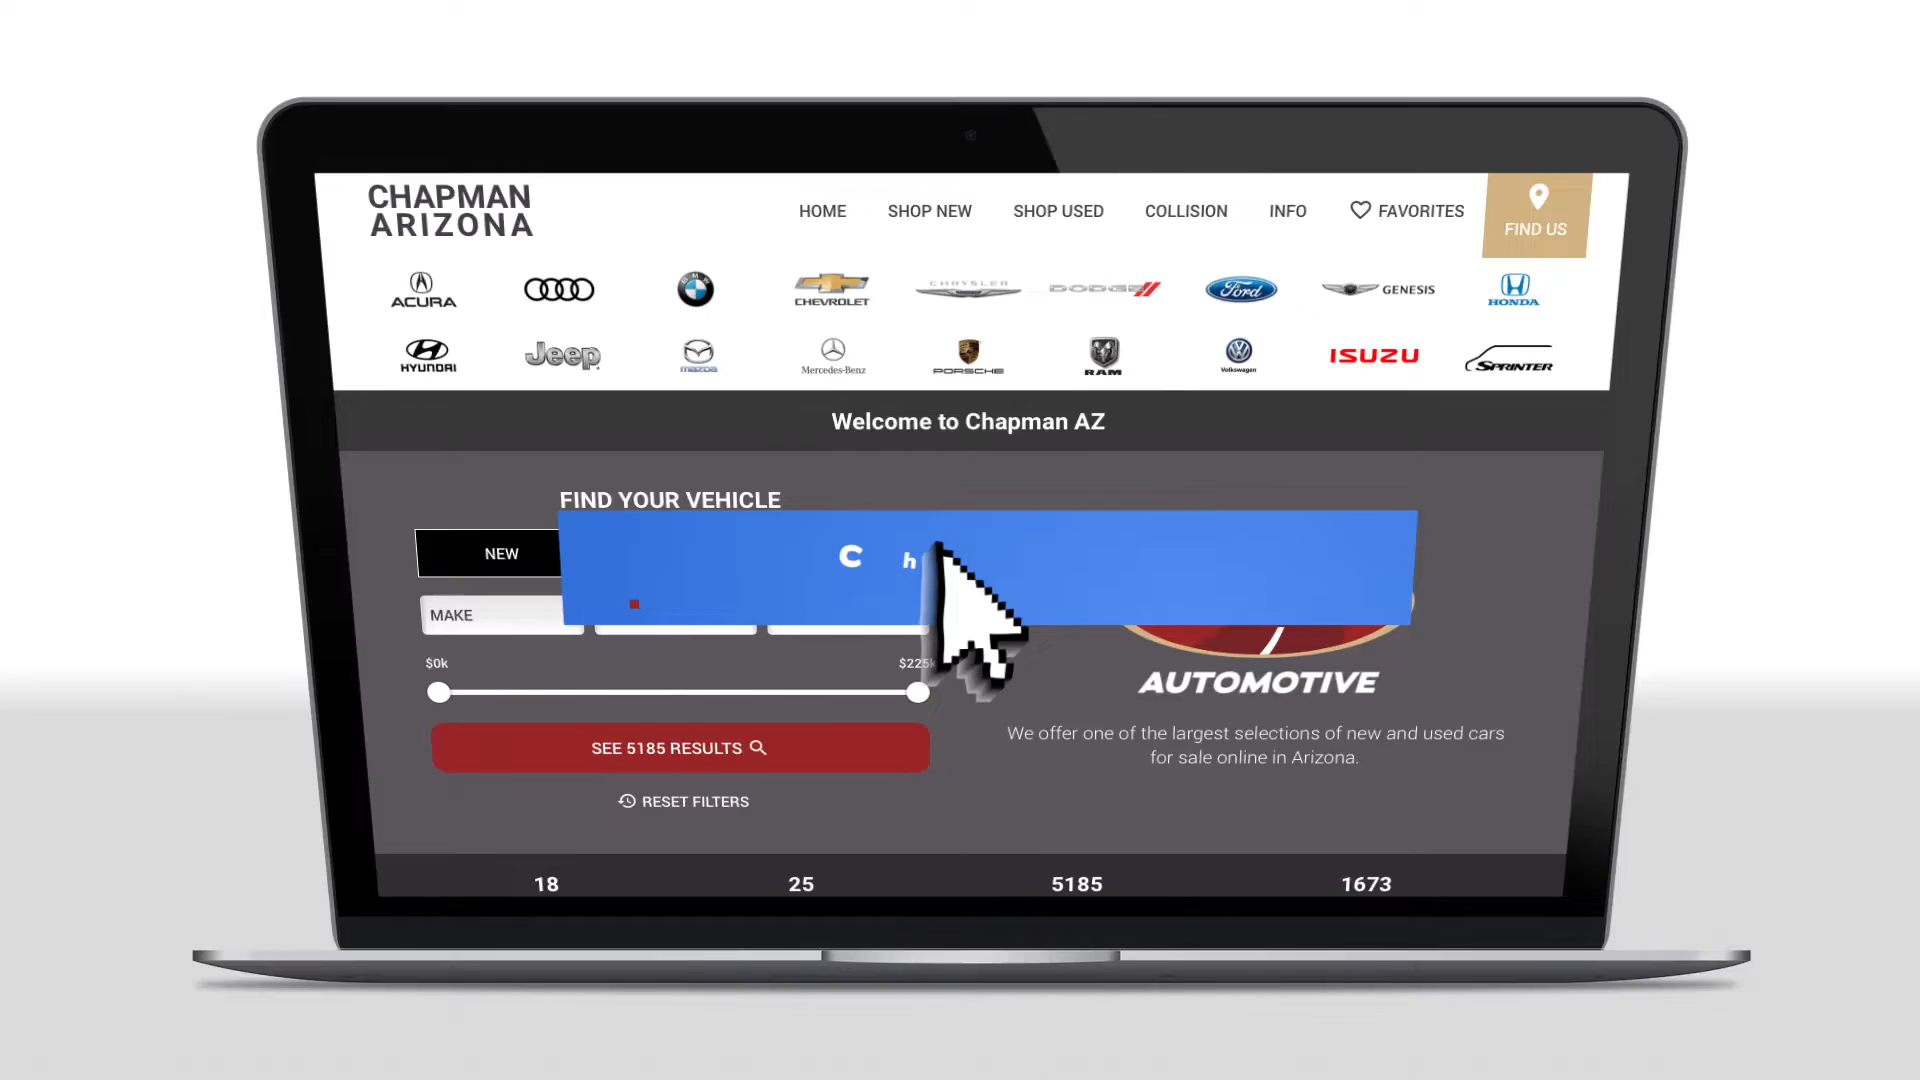 CHAPMAN
ARIZONA
HOME SHOP NEW SHOP USED COLLISION INFO FAVORITES FIND US
ACURA BMW CHEVROLET CHRYSLER DODGE Ford GENESIS HONDA
HYUNDAI Jeep mazda Mercedes-Benz PORSCHE RAM Volkswagen ISUZU SPRINTER
Welcome to Chapman AZ
FIND YOUR VEHICLE
NEW
C h
MAKE
$0k $225k
SEE 5185 RESULTS
RESET FILTERS
AUTOMOTIVE
We offer one of the largest selections of new and used cars
for sale online in Arizona.
18 25 5185 1673